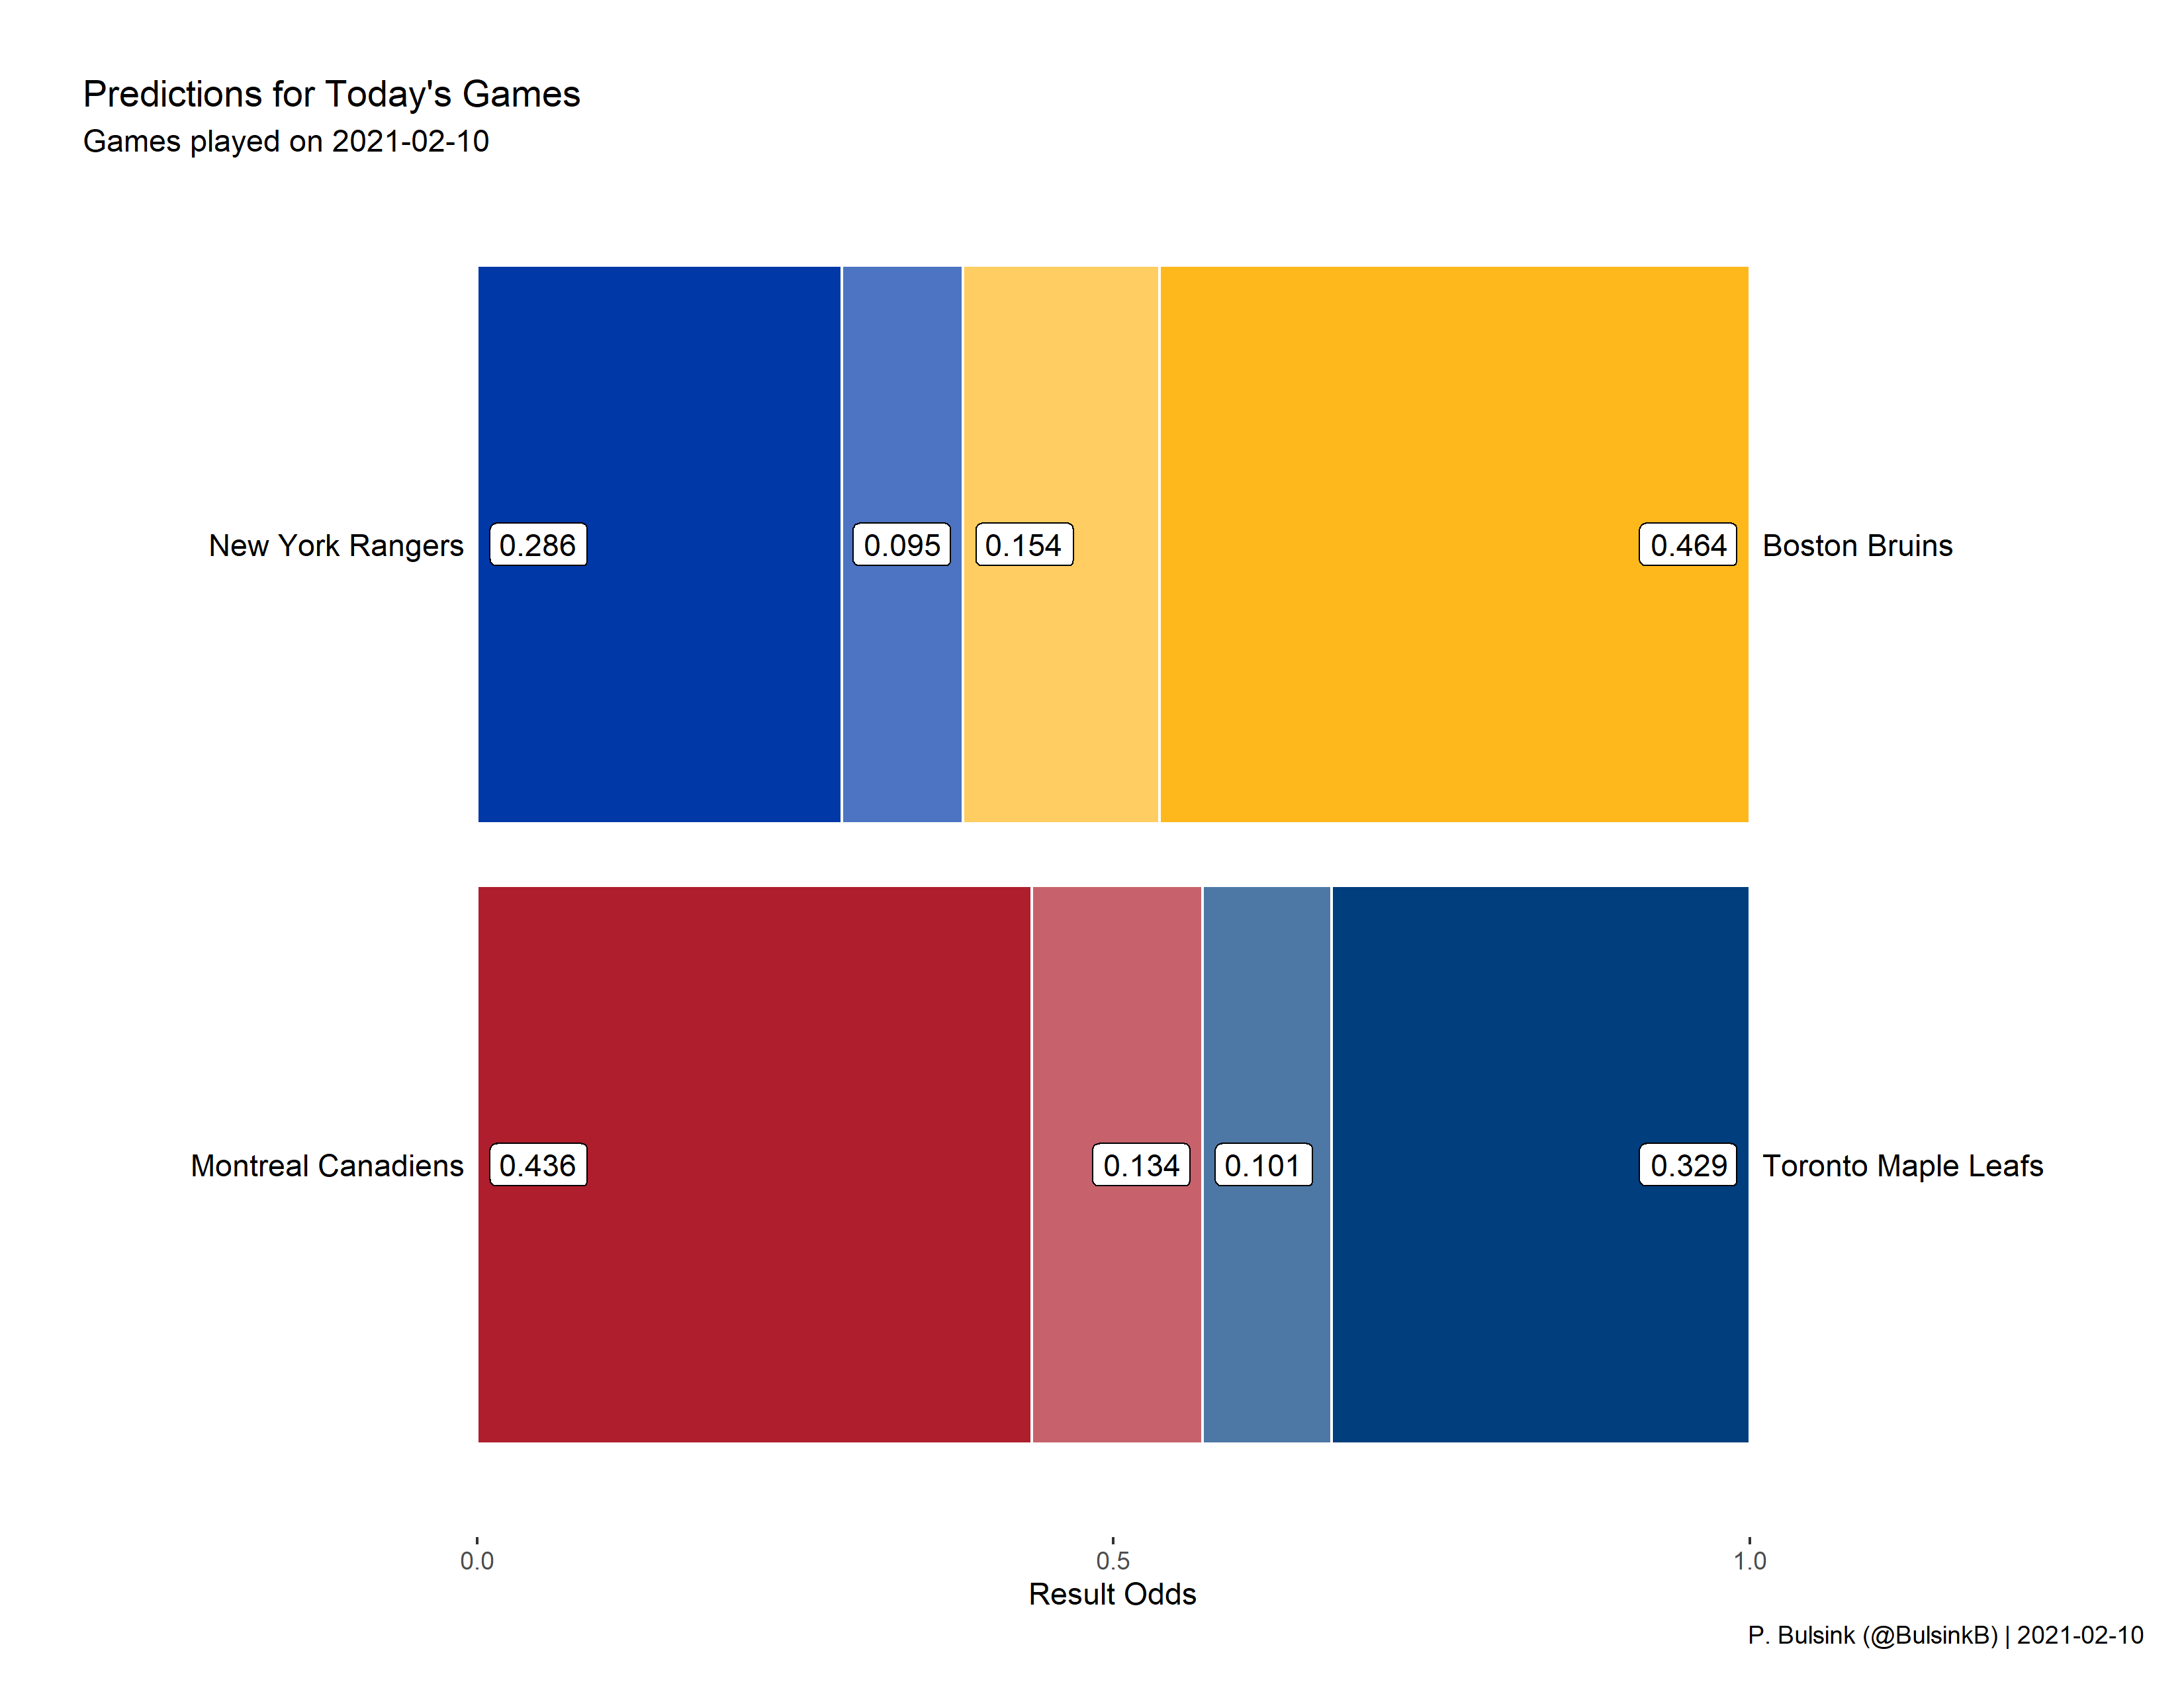 Predictions for Today's Games
Games played on 2021-02-10
New York Rangers 0.286 0.095 0.154 0.464 Boston Bruins
Montreal Canadiens 0.436 0.134 0.101 0.329 Toronto Maple Leafs
0.0 0.5 1.0
Result Odds
P. Bulsink (@BulsinkB) | 2021-02-10